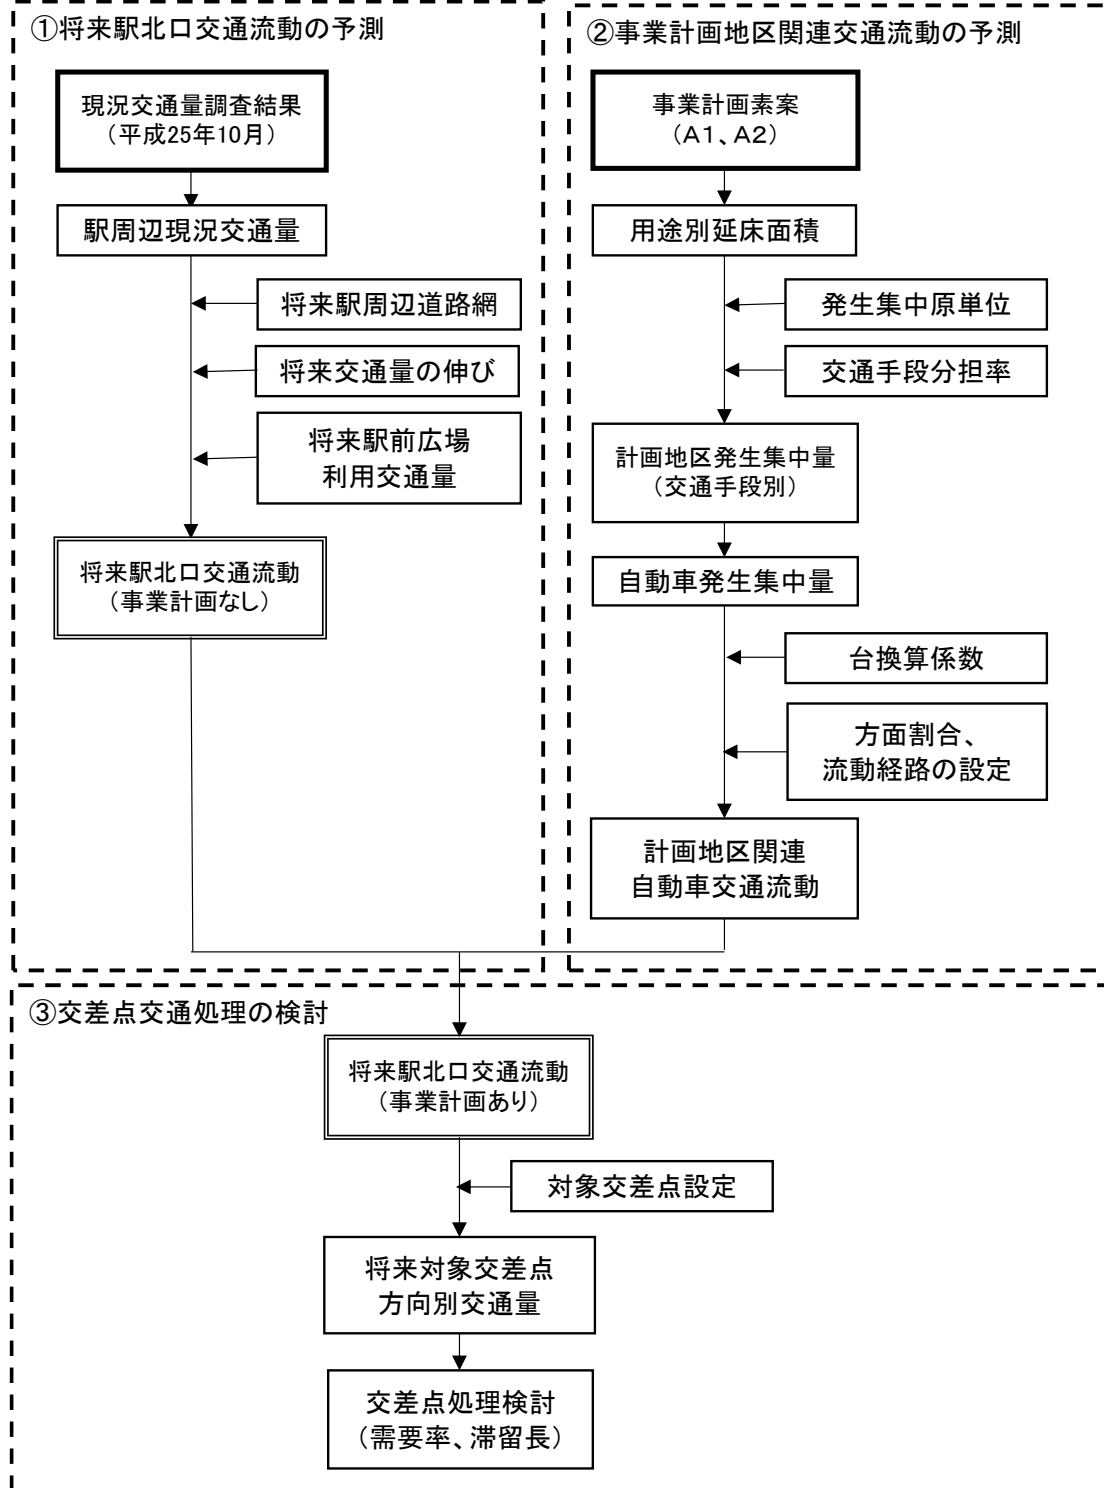 ①将来駅北口交通流動の予測
現況交通量調査結果
（平成25年10月）
駅周辺現況交通量
将来駅周辺道路網
将来交通量の伸び
将来駅前広場
利用交通量
将来駅北口交通流動
（事業計画なし）
②事業計画地区関連交通流動の予測
事業計画素案
（A１、A２）
用途別延床面積
発生集中原単位
交通手段分担率
計画地区発生集中量
（交通手段別）
自動車発生集中量
台換算係数
方面割合、
流動経路の設定
計画地区関連
自動車交通流動
③交差点交通処理の検討
将来駅北口交通流動
（事業計画あり）
対象交差点設定
将来対象交差点
方向別交通量
交差点処理検討
（需要率、滞留長）